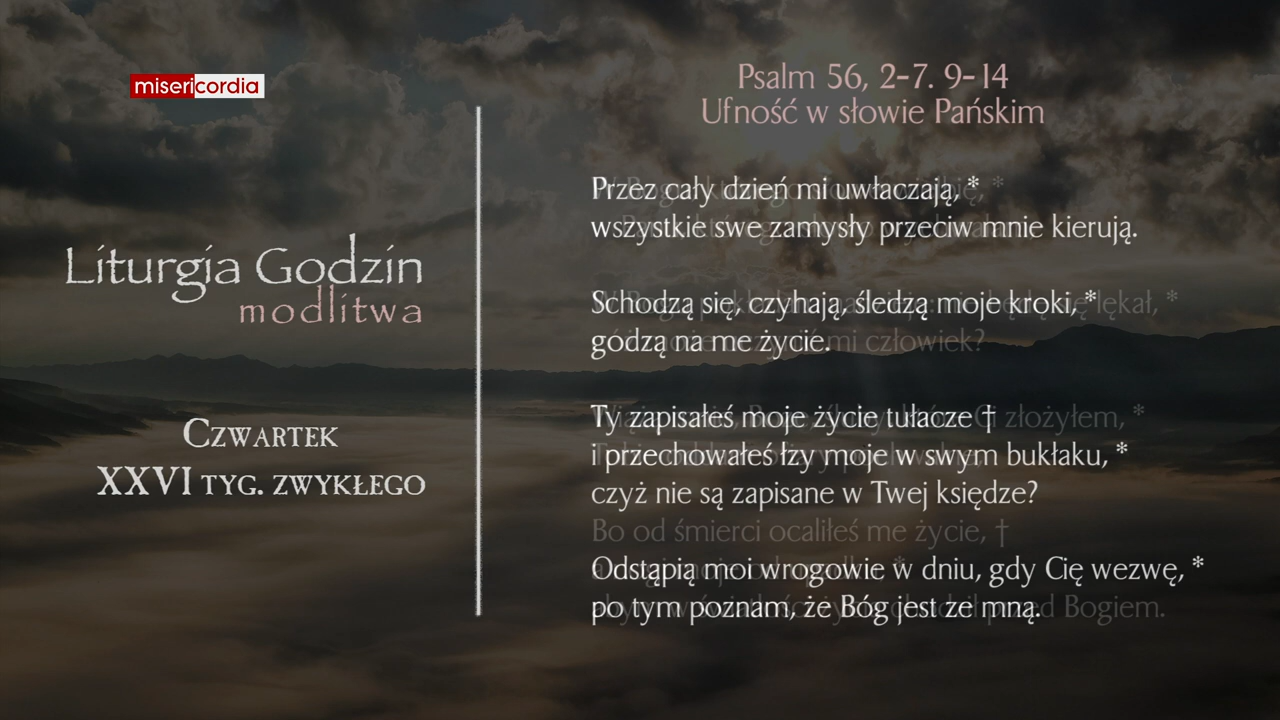 misericordia
Liturgia Godzin
modlitwa
Czwartek
XXVI tyg. zwykłego
Psalm 56, 2-7. 9-14
Ufność w słowie Pańskim
Przez cały dzień mi uwłaczają, *
wszystkie swe zamysły przeciw mnie kierują.
Schodzą się, czyhają, śledzą moje kroki, *
godzą na me życie.
Ty zapisałeś moje życie tułacze †
i przechowałeś łzy moje w swym bukłaku, *
czyż nie są zapisane w Twej księdze?
Bo od śmierci ocaliłeś me życie, †
Odstąpią moi wrogowie w dniu, gdy Cię wezwę, *
po tym poznam, że Bóg jest ze mną.